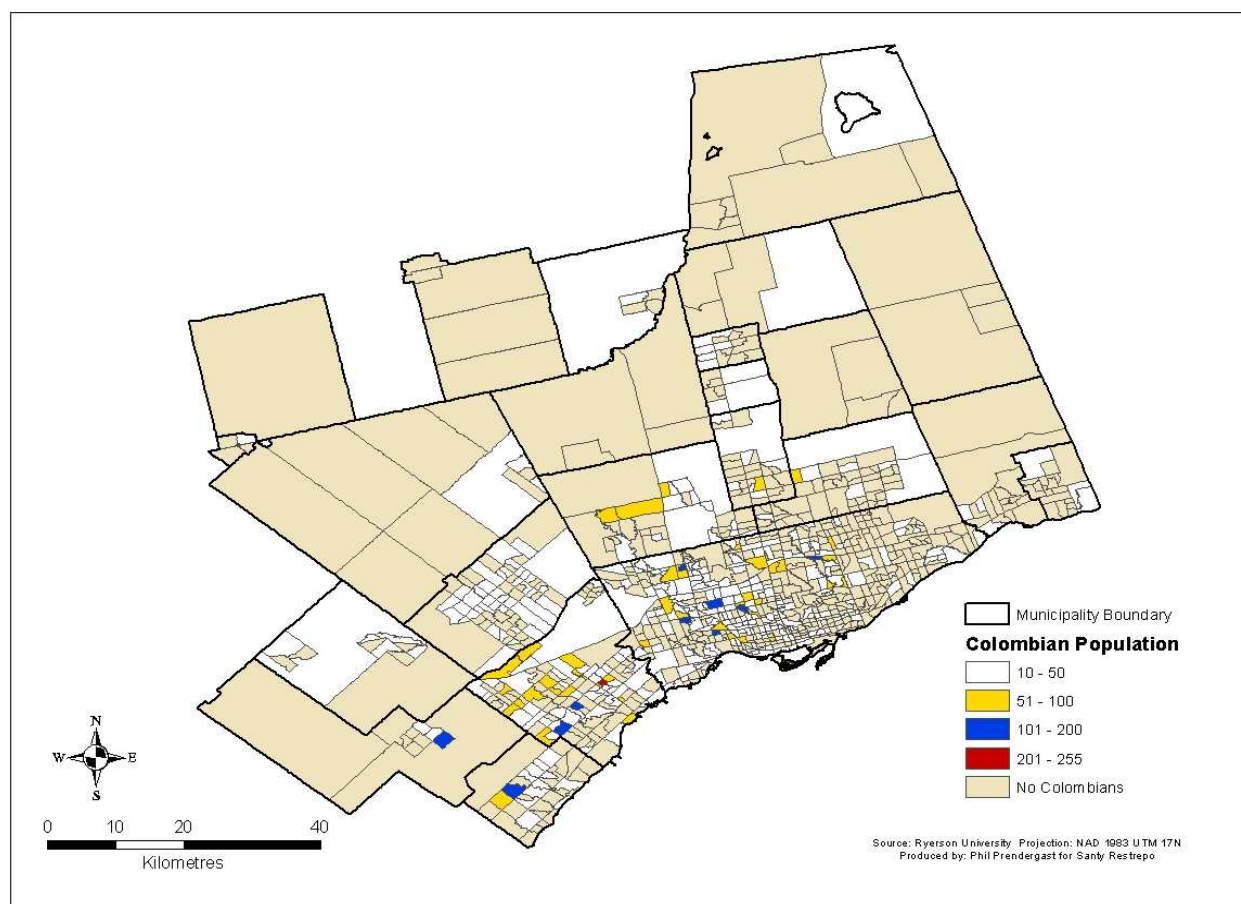 Municipality Boundary
Colombian Population
10 - 50
51 - 100
101 - 200
201 - 255
No Colombians
N
W E
S
0 10 20 40
Kilometres
Source: Ryerson University Projection: NAD 1983 UTM 17N
Produced by: Phil Prendergast for Santy Restrepo